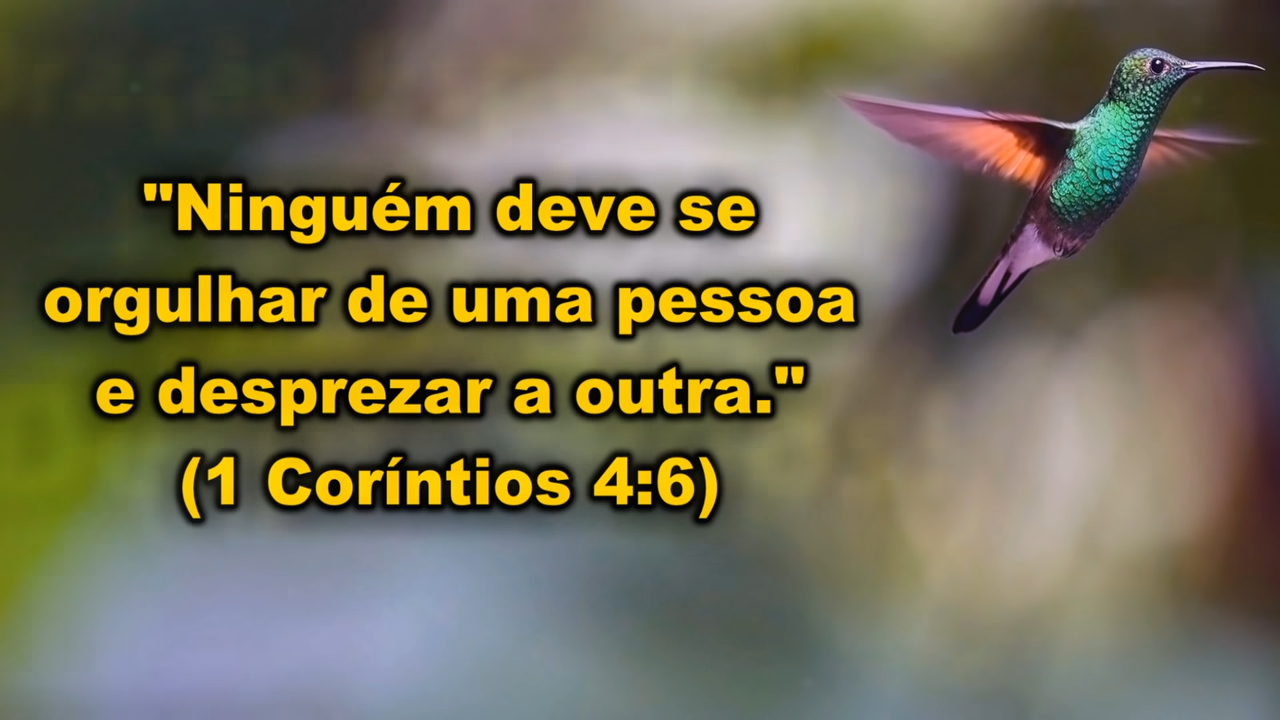 "Ninguém deve se
orgulhar de uma pessoa
e desprezar a outra."
(1 Coríntios 4:6)